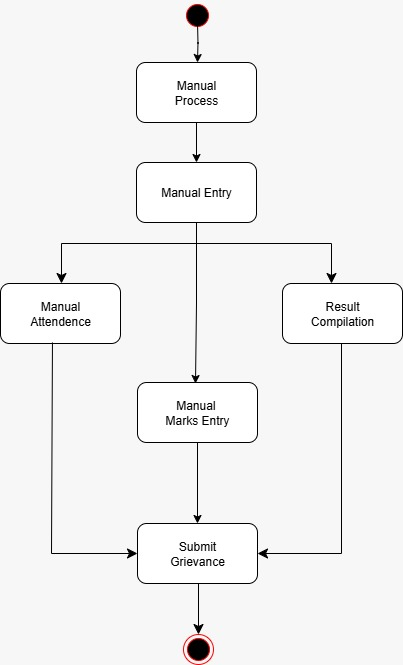 Manual
Process
Manual Entry
Manual
Attendence
Result
Compilation
Manual
Marks Entry
Submit
Grievance